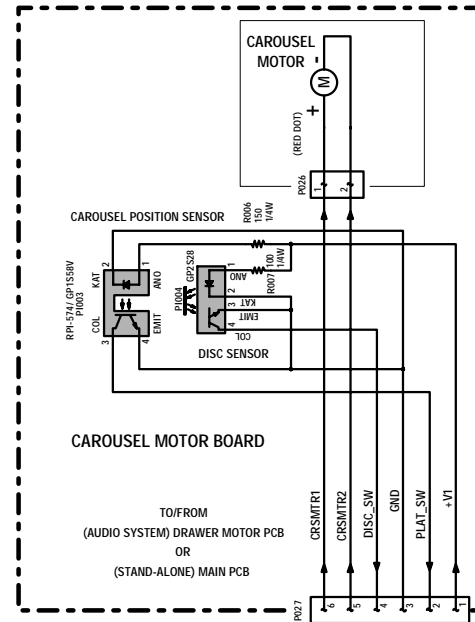 CAROUSEL
MOTOR
-
M
+
(RED DOT)
P026
1
2
CAROUSEL POSITION SENSOR
R006
150
1/4W
RPI-574/ GP1S58V
PI003
2
1
KAT
ANO
COL
EMIT
3
4
PI004
GP2S28
1
ANO
2
KAT
3
EMIT
4
COL
R007
100
1/4W
DISC SENSOR
CAROUSEL MOTOR BOARD
TO/FROM
(AUDIO SYSTEM) DRAWER MOTOR PCB
OR
(STAND-ALONE) MAIN PCB
CRSMTR1
CRSMTR2
DISC_SW
GND
PLAT_SW
+V1
P027
6
5
4
3
2
1